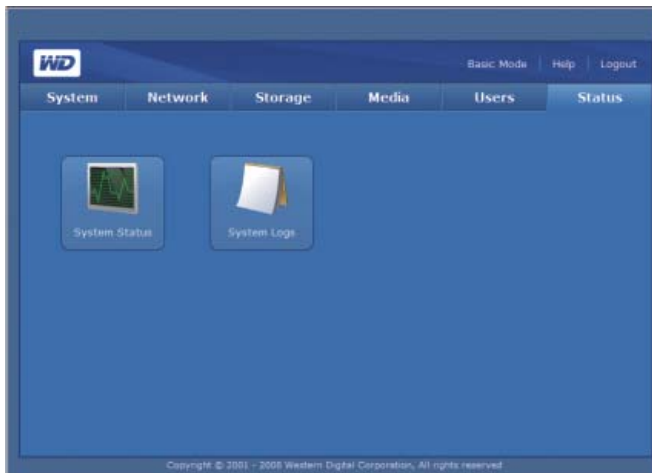 WD
Basic Mode | Help | Logout
System Network Storage Media Users Status
System Status System Logs
Copyright © 2001 - 2008 Western Digital Corporation, All rights reserved